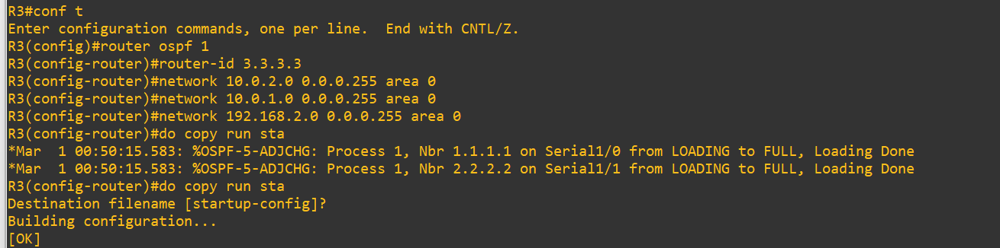 R3#conf t
Enter configuration commands, one per line.  End with CNTL/Z.
R3(config)#router ospf 1
R3(config-router)#router-id 3.3.3.3
R3(config-router)#network 10.0.2.0 0.0.0.255 area 0
R3(config-router)#network 10.0.1.0 0.0.0.255 area 0
R3(config-router)#network 192.168.2.0 0.0.0.255 area 0
R3(config-router)#do copy run sta
*Mar  1 00:50:15.583: %OSPF-5-ADJCHG: Process 1, Nbr 1.1.1.1 on Serial1/0 from LOADING to FULL, Loading Done
*Mar  1 00:50:15.583: %OSPF-5-ADJCHG: Process 1, Nbr 2.2.2.2 on Serial1/1 from LOADING to FULL, Loading Done
R3(config-router)#do copy run sta
Destination filename [startup-config]?
Building configuration...
[OK]